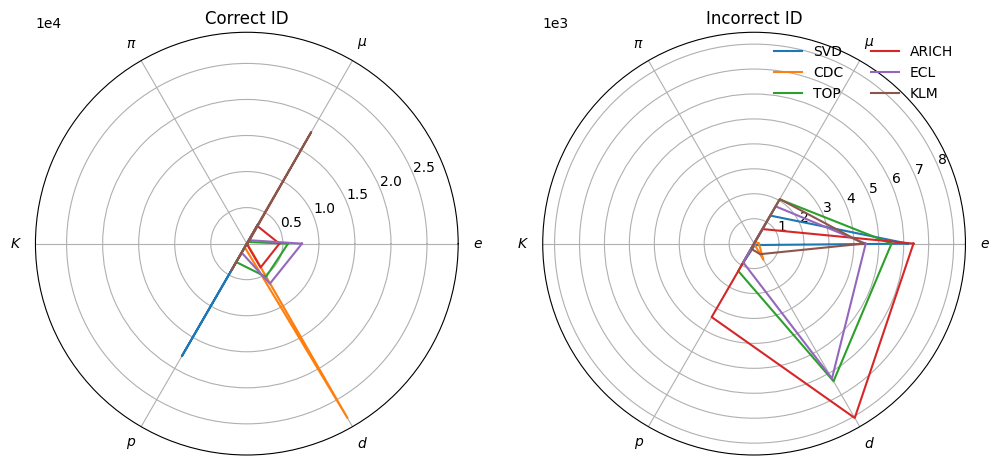 Correct ID
1e4
π
μ
K
e
p
d
0.5
1.0
1.5
2.0
2.5
Incorrect ID
1e3
π
μ
K
e
p
d
1
2
3
4
5
6
7
8
SVD
CDC
TOP
ARICH
ECL
KLM